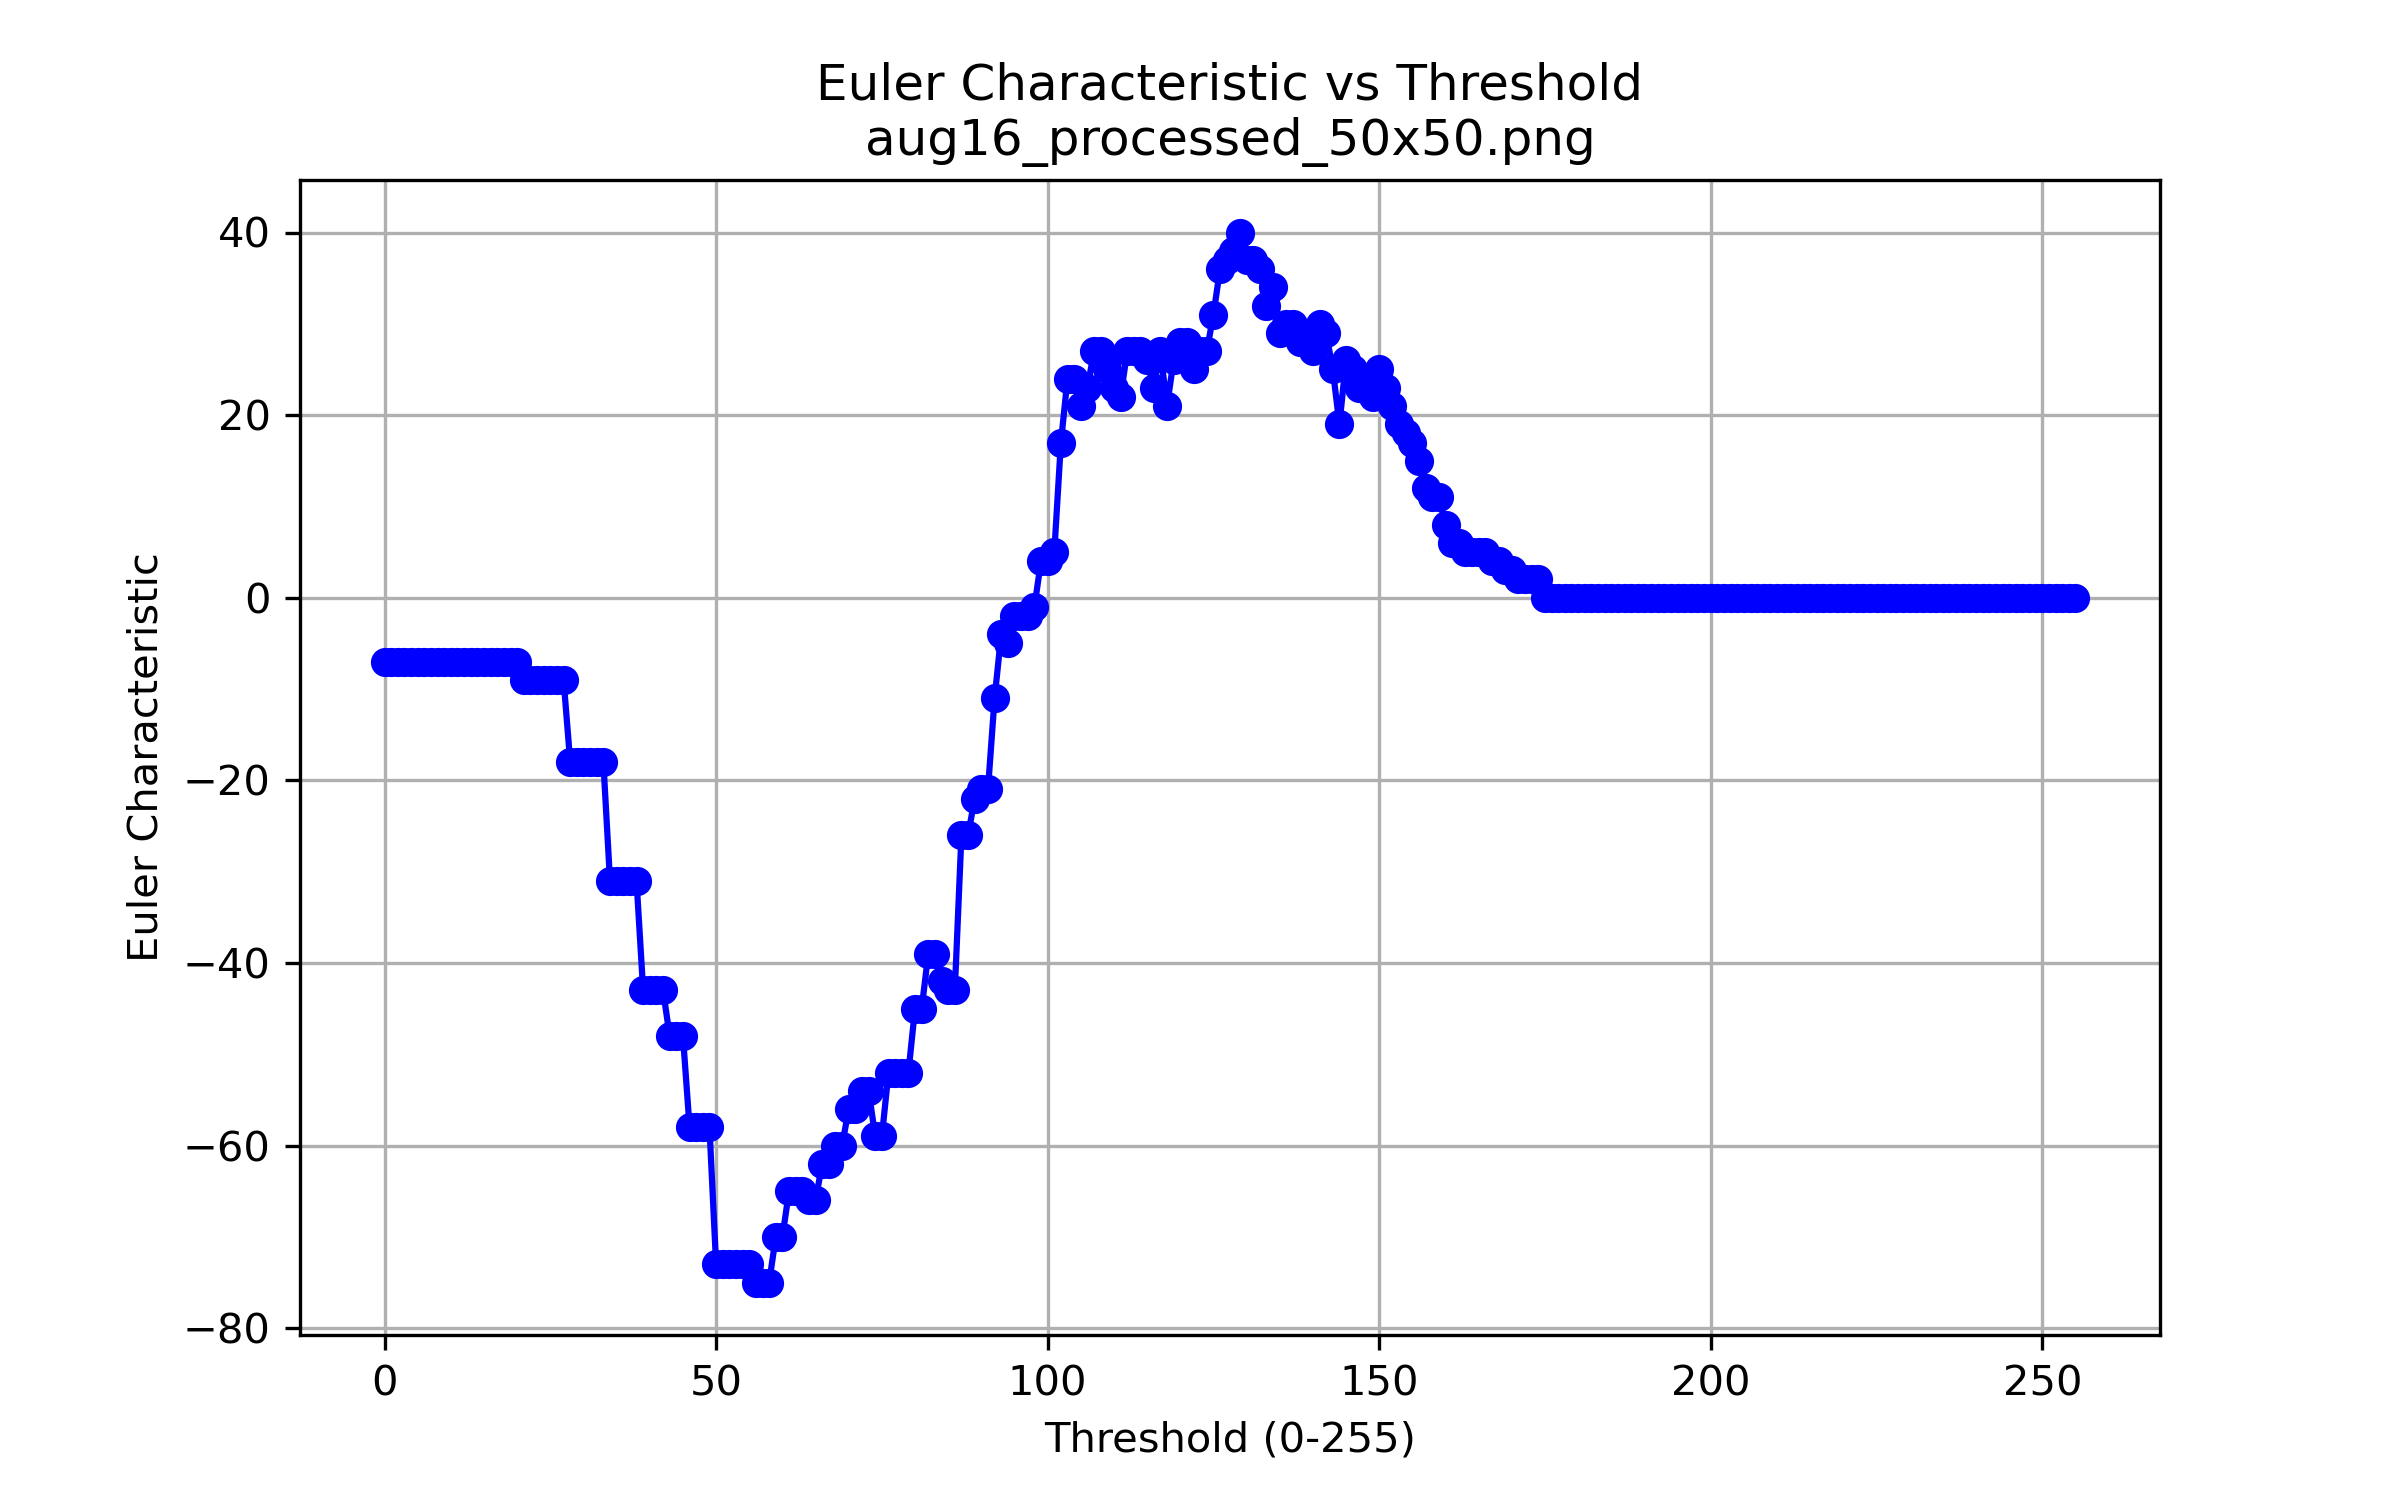 Euler Characteristic vs Threshold
aug16_processed_50x50.png
Euler Characteristic
40
20
0
−20
−40
−60
−80
0 50 100 150 200 250
Threshold (0-255)